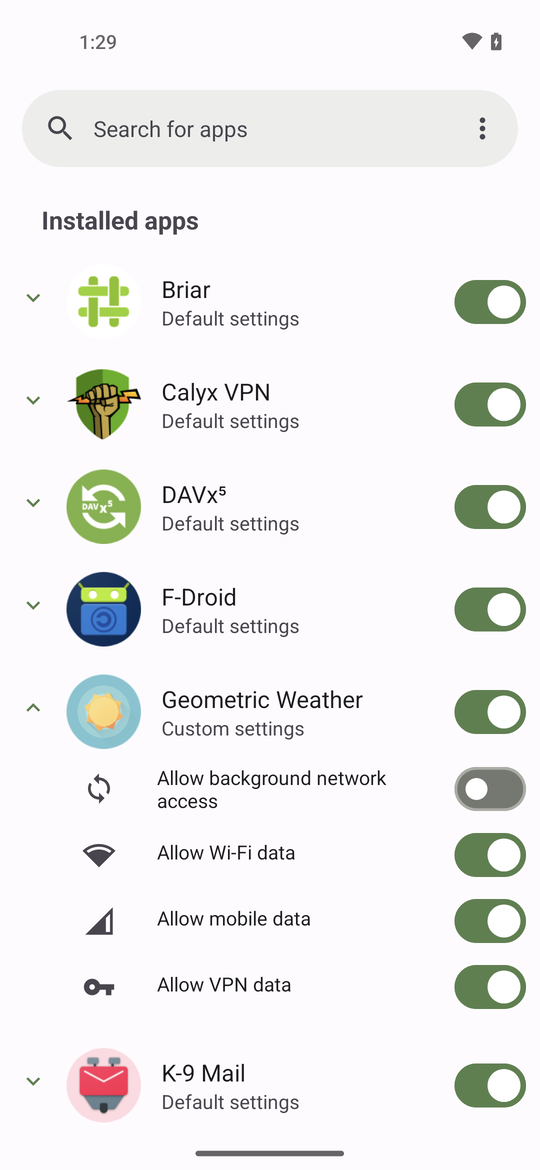 1:29
Search for apps
Installed apps
Briar
Default settings
Calyx VPN
Default settings
DAVx⁵
DAVx⁵
Default settings
F-Droid
Default settings
Geometric Weather
Custom settings
Allow background network
access
Allow Wi-Fi data
Allow mobile data
Allow VPN data
K-9 Mail
Default settings